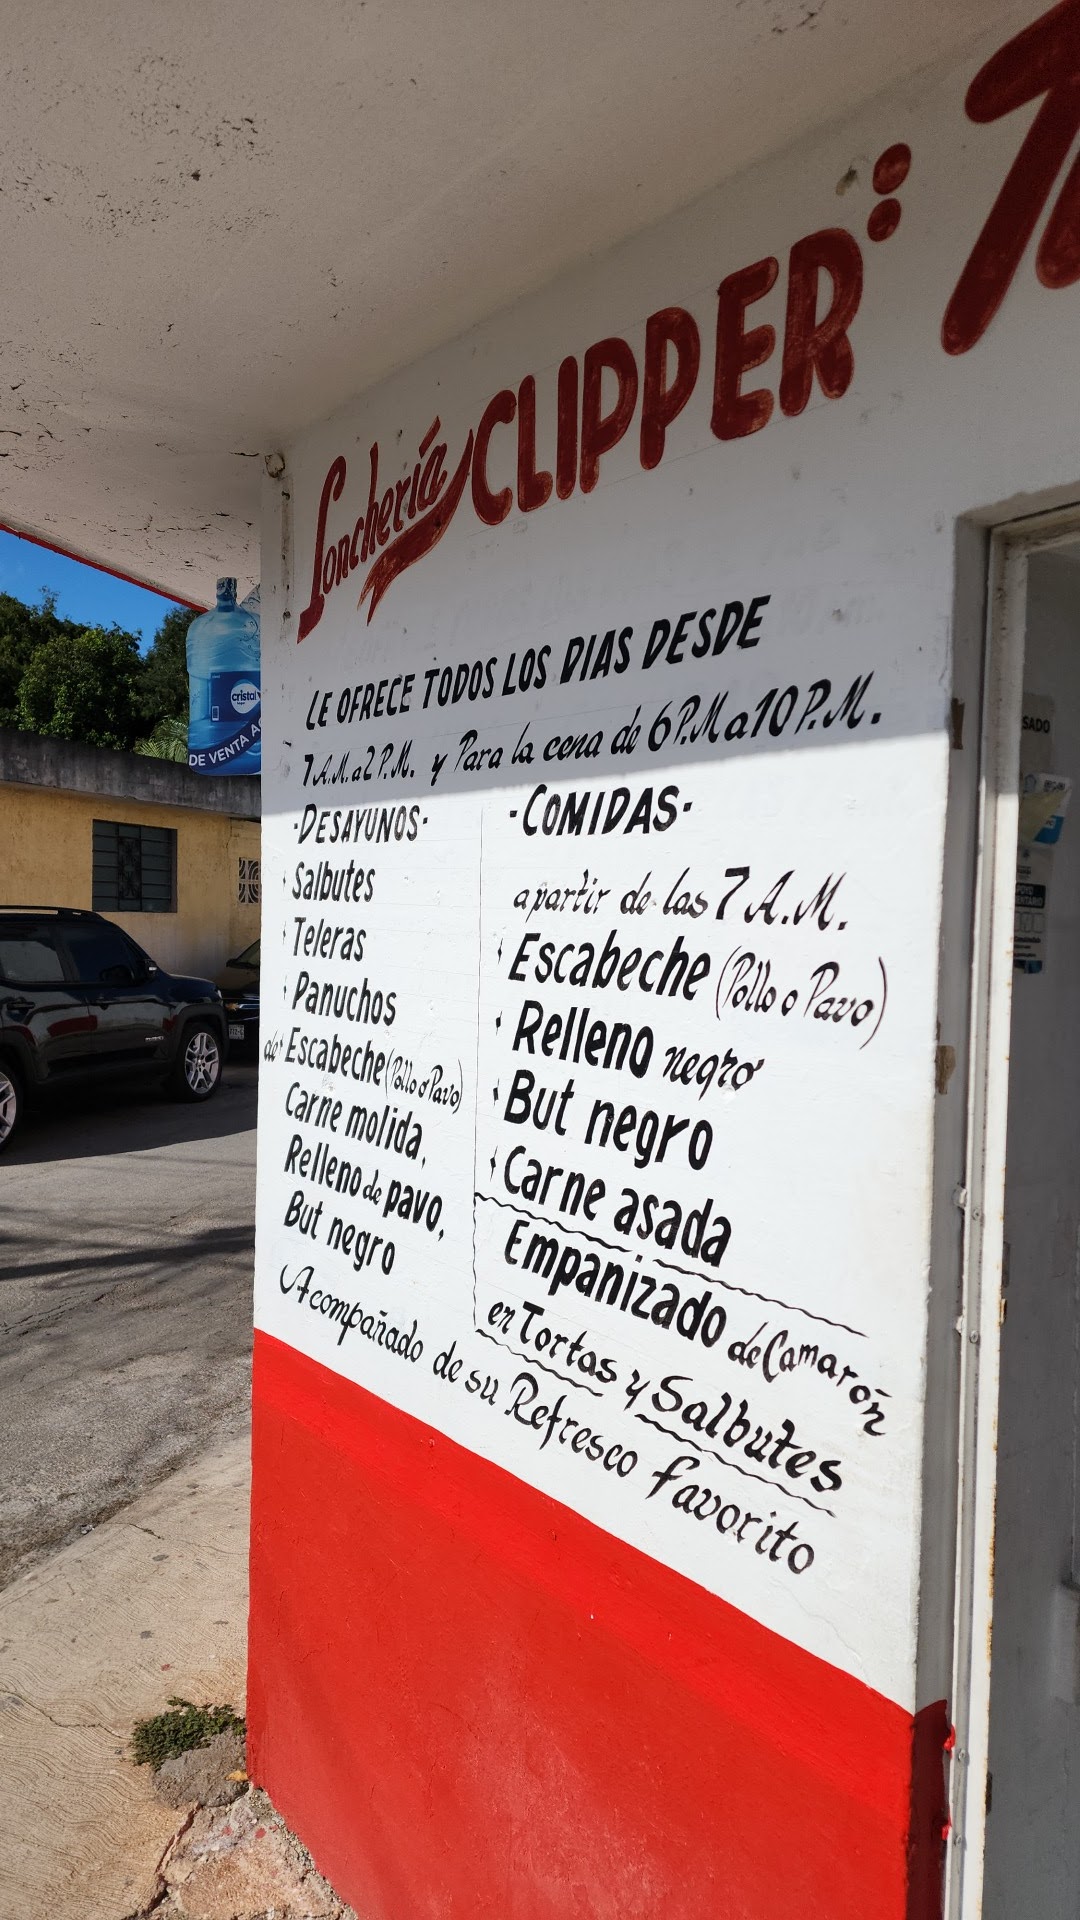 Lonchería CLIPPER
LE OFRECE TODOS LOS DIAS DESDE
7 A.M. a 2 P.M. y Para la cena de 6 P.M a 10 P.M.
-DESAYUNOS-
Salbutes
Teleras
Panuchos
de Escabeche (Pollo o Pavo)
Carne molida,
Relleno de pavo,
But negro
-COMIDAS-
a partir de las 7 A.M.
Escabeche (Pollo o Pavo)
Relleno negro
But negro
Carne asada
Empanizado de Camarón
en Tortas y Salbutes
Acompañado de su Refresco favorito
cristal
DE VENTA A
SADO